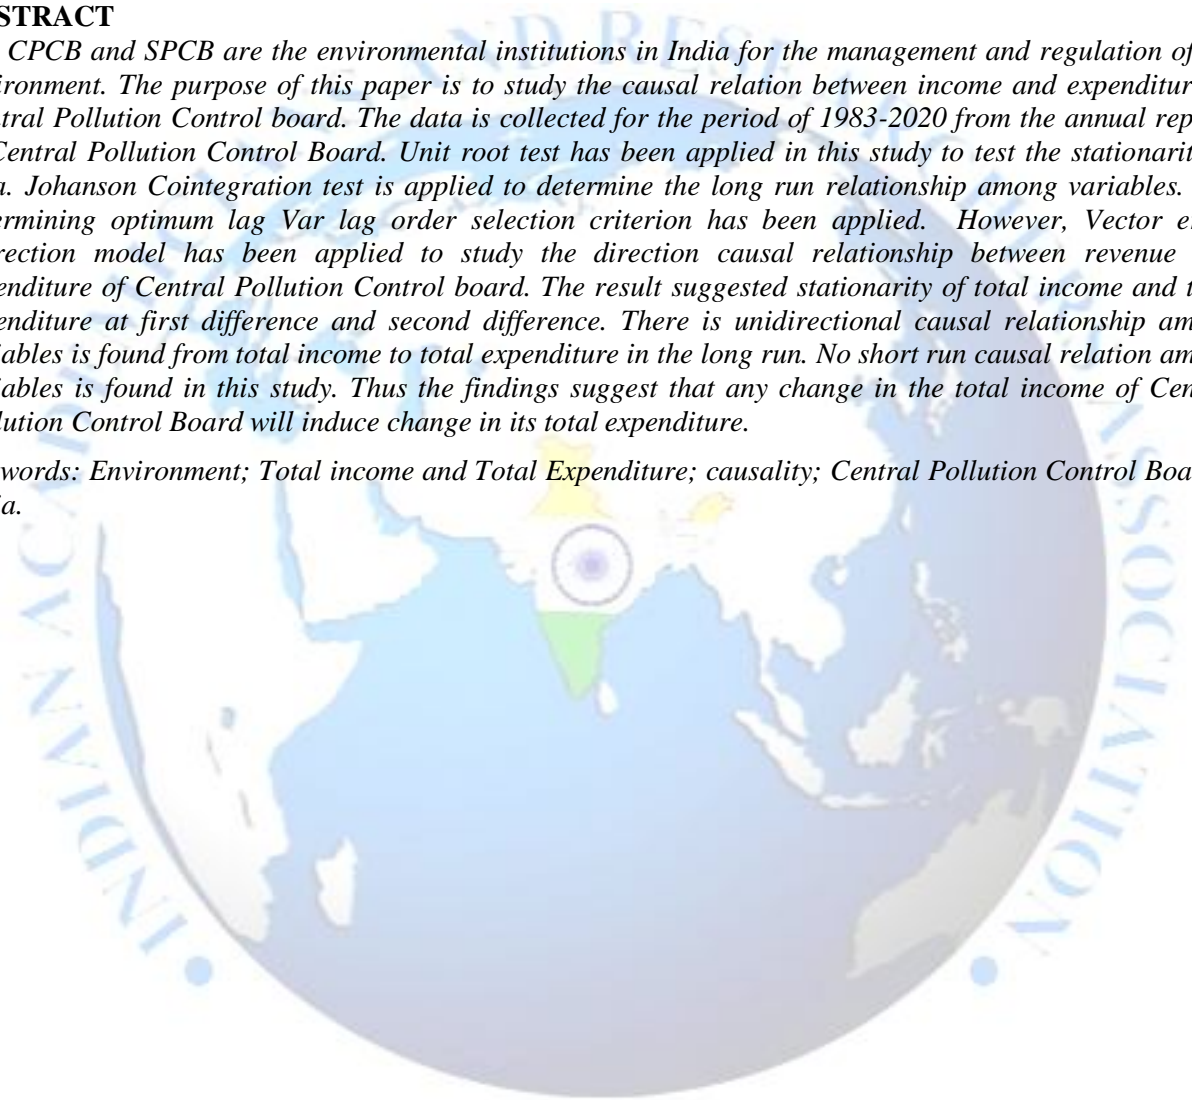 STRACT
CPCB and SPCB are the environmental institutions in India for the management and regulation of
ironment. The purpose of this paper is to study the causal relation between income and expenditur
ntral Pollution Control board. The data is collected for the period of 1983-2020 from the annual rep
Central Pollution Control Board. Unit root test has been applied in this study to test the stationarit
a. Johanson Cointegration test is applied to determine the long run relationship among variables.
ermining optimum lag Var lag order selection criterion has been applied. However, Vector e
rection model has been applied to study the direction causal relationship between revenue
enditure of Central Pollution Control board. The result suggested stationarity of total income and t
enditure at first difference and second difference. There is unidirectional causal relationship am
iables is found from total income to total expenditure in the long run. No short run causal relation am
iables is found in this study. Thus the findings suggest that any change in the total income of Cen
lution Control Board will induce change in its total expenditure.
words: Environment; Total income and Total Expenditure; causality; Central Pollution Control Boa
ia.
INDIAN ACADEMICIANS AND RESEARCHERS ASSOCIATION